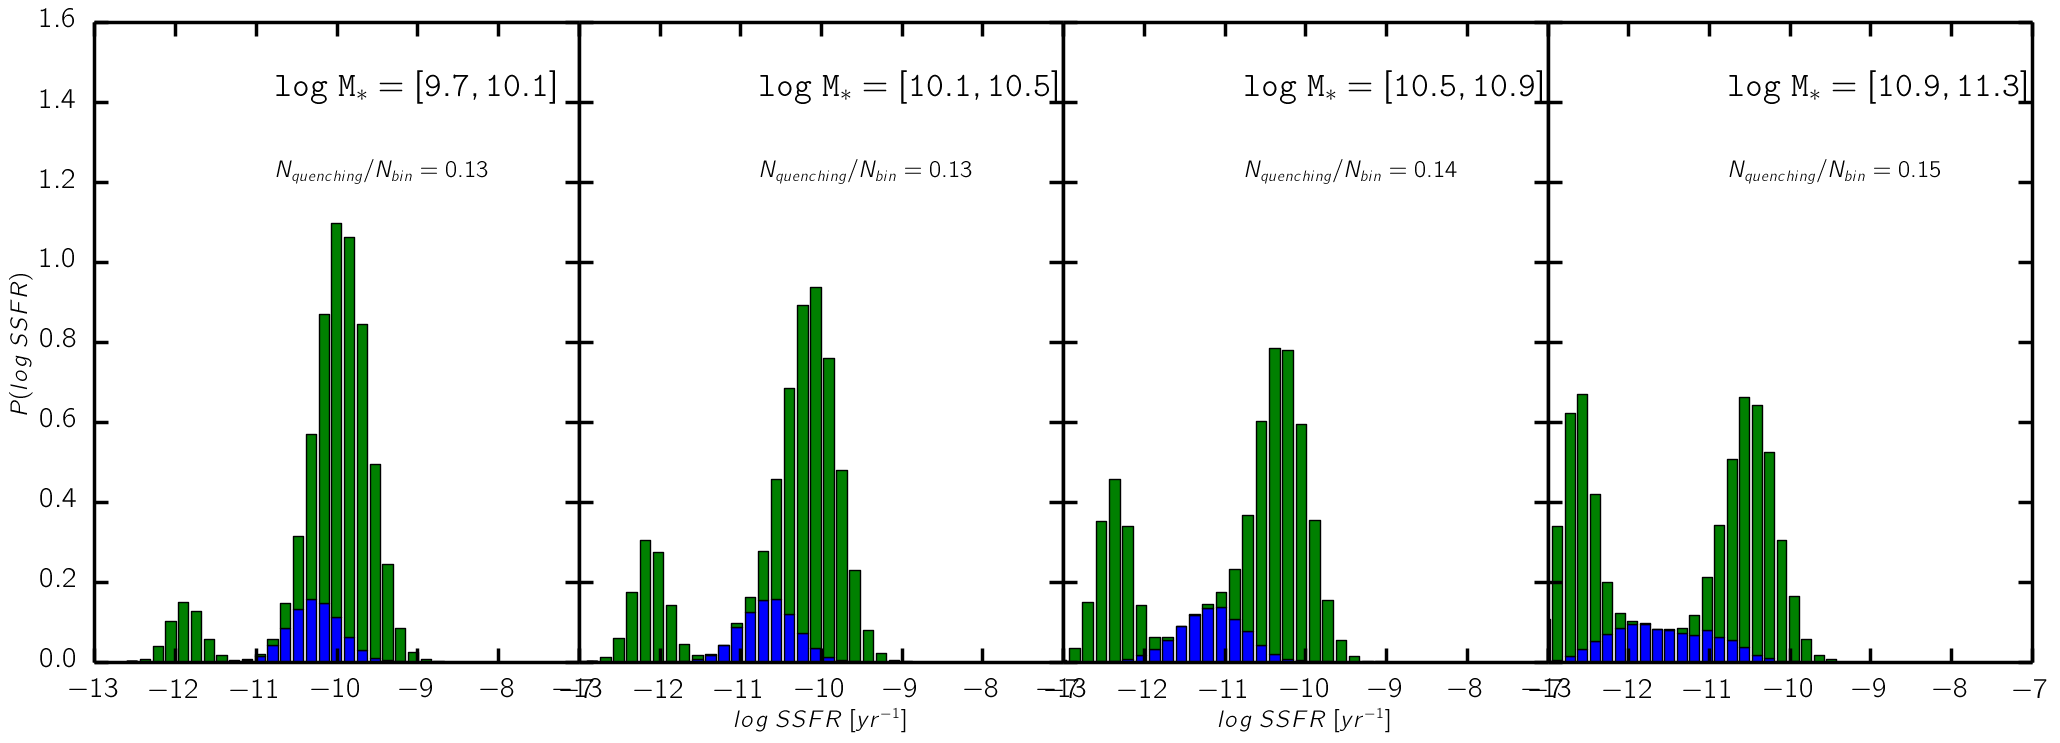 log M* = [9.7, 10.1]
log M* = [10.1, 10.5]
log M* = [10.5, 10.9]
log M* = [10.9, 11.3]
N_quenching/N_bin = 0.13
N_quenching/N_bin = 0.13
N_quenching/N_bin = 0.14
N_quenching/N_bin = 0.15
P(log SSFR)
1.6
1.4
1.2
1.0
0.8
0.6
0.4
0.2
0.0
−13 −12 −11 −10 −9 −8 −7
−13 −12 −11 −10 −9 −8 −7
−13 −12 −11 −10 −9 −8 −7
−13 −12 −11 −10 −9 −8 −7
log SSFR [yr⁻¹]
log SSFR [yr⁻¹]